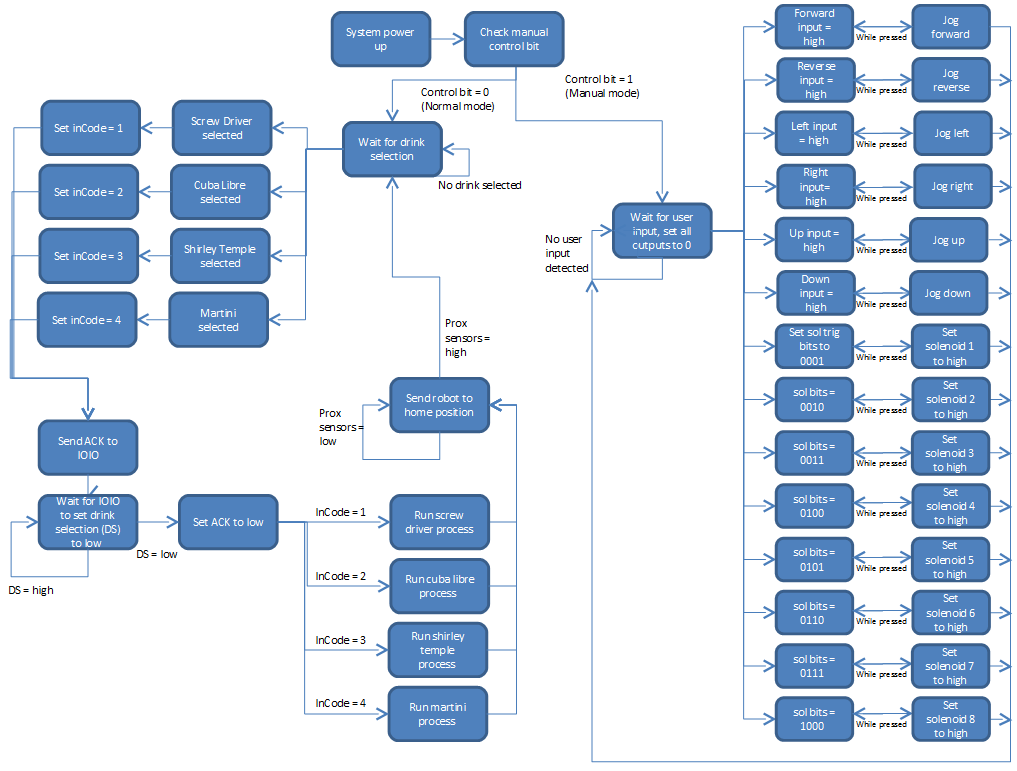 System power
up
Check manual
control bit
Control bit = 0
(Normal mode)
Control bit = 1
(Manual mode)
Wait for drink
selection
No drink selected
Screw Driver
selected
Set inCode = 1
Cuba Libre
selected
Set inCode = 2
Shirley Temple
selected
Set inCode = 3
Martini
selected
Set inCode = 4
Send ACK to
IOIO
Wait for IOIO
to set drink
selection (DS)
to low
DS = high
DS = low
Set ACK to low
InCode = 1
Run screw
driver process
InCode = 2
Run cuba libre
process
InCode = 3
Run shirley
temple
process
InCode = 4
Run martini
process
Send robot to
home position
Prox
sensors =
low
Prox
sensors =
high
Wait for user
input, set all
outputs to 0
No user
input
detected
Forward
input =
high
While pressed
Jog
forward
Reverse
input =
high
While pressed
Jog
reverse
Left input
= high
While pressed
Jog left
Right
input=
high
While pressed
Jog right
Up input =
high
While pressed
Jog up
Down
input =
high
While pressed
Jog down
Set sol trig
bits to
0001
While pressed
Set
solenoid 1
to high
sol bits =
0010
While pressed
Set
solenoid 2
to high
sol bits =
0011
While pressed
Set
solenoid 3
to high
sol bits =
0100
While pressed
Set
solenoid 4
to high
sol bits =
0101
While pressed
Set
solenoid 5
to high
sol bits =
0110
While pressed
Set
solenoid 6
to high
sol bits =
0111
While pressed
Set
solenoid 7
to high
sol bits =
1000
While pressed
Set
solenoid 8
to high